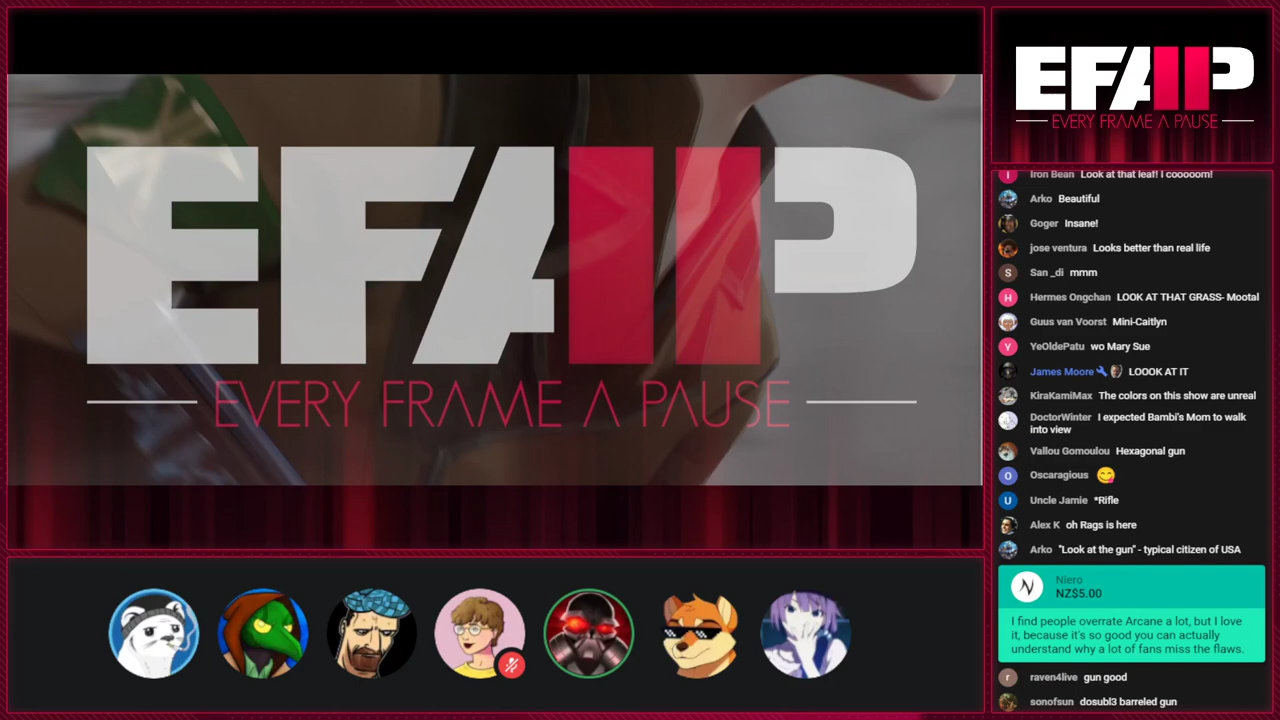 EFAP
EVERY FRAME A PAUSE
EFAP
EVERY FRAME A PAUSE
I Iron Bean Look at that leaf! I cooooom!
Arko Beautiful
Goger Insane!
jose ventura Looks better than real life
S San _di mmm
H Hermes Ongchan LOOK AT THAT GRASS- Mootal
Guus van Voorst Mini-Caitlyn
Y YeOldePatu wo Mary Sue
James Moore LOOOK AT IT
KiraKamiMax The colors on this show are unreal
DoctorWinter I expected Bambi's Mom to walk
into view
Vallou Gomoulou Hexagonal gun
O Oscaragious 😋
U Uncle Jamie *Rifle
Alex K oh Rags is here
Arko "Look at the gun" - typical citizen of USA
N Niero
NZ$5.00
I find people overrate Arcane a lot, but I love
it, because it's so good you can actually
understand why a lot of fans miss the flaws.
r raven4live gun good
sonofsun dosubl3 barreled gun